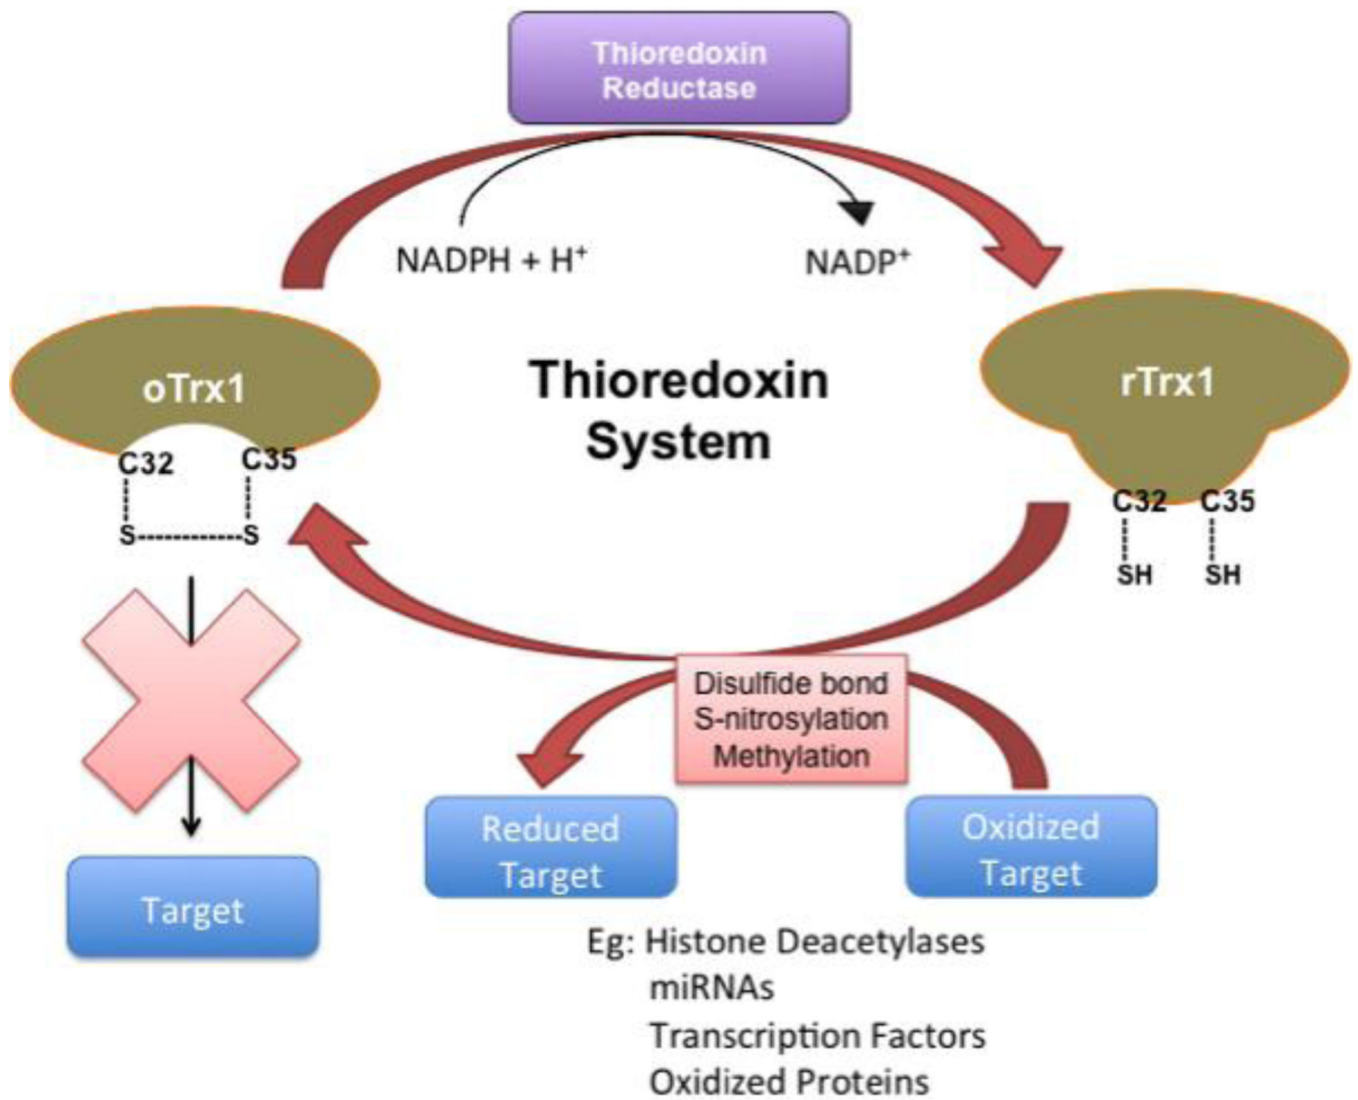 Thioredoxin
Reductase
NADPH + H⁺
NADP⁺
oTrx1
rTrx1
Thioredoxin
System
C32
C35
S
S
C32
C35
SH
SH
Disulfide bond
S-nitrosylation
Methylation
Reduced
Target
Oxidized
Target
Target
Eg: Histone Deacetylases
miRNAs
Transcription Factors
Oxidized Proteins